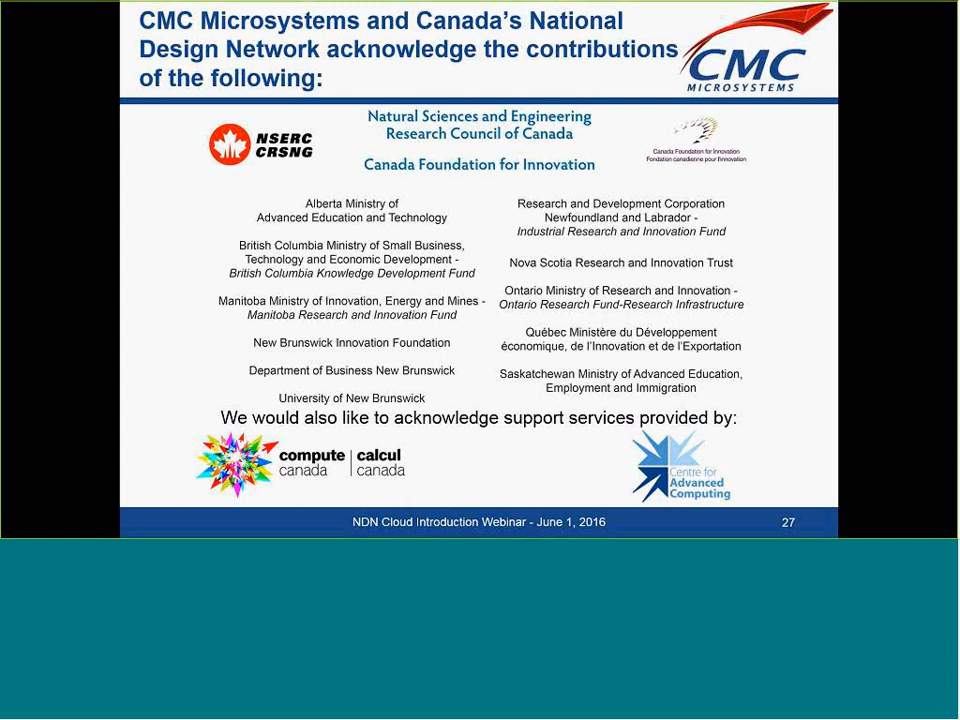 CMC Microsystems and Canada's National
Design Network acknowledge the contributions
of the following:
CMC
MICROSYSTEMS
NSERC
CRSNG
Natural Sciences and Engineering
Research Council of Canada
Canada Foundation for Innovation
Canada Foundation for Innovation
Fondation canadienne pour l'innovation
Alberta Ministry of
Advanced Education and Technology
British Columbia Ministry of Small Business,
Technology and Economic Development -
British Columbia Knowledge Development Fund
Manitoba Ministry of Innovation, Energy and Mines -
Manitoba Research and Innovation Fund
New Brunswick Innovation Foundation
Department of Business New Brunswick
University of New Brunswick
Research and Development Corporation
Newfoundland and Labrador -
Industrial Research and Innovation Fund
Nova Scotia Research and Innovation Trust
Ontario Ministry of Research and Innovation -
Ontario Research Fund-Research Infrastructure
Québec Ministère du Développement
économique, de l'Innovation et de l'Exportation
Saskatchewan Ministry of Advanced Education,
Employment and Immigration
We would also like to acknowledge support services provided by:
compute | calcul
canada | canada
Centre for
Advanced
Computing
NDN Cloud Introduction Webinar - June 1, 2016
27